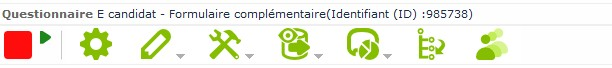 Questionnaire E candidat - Formulaire complémentaire(Identifiant (ID) :985738)